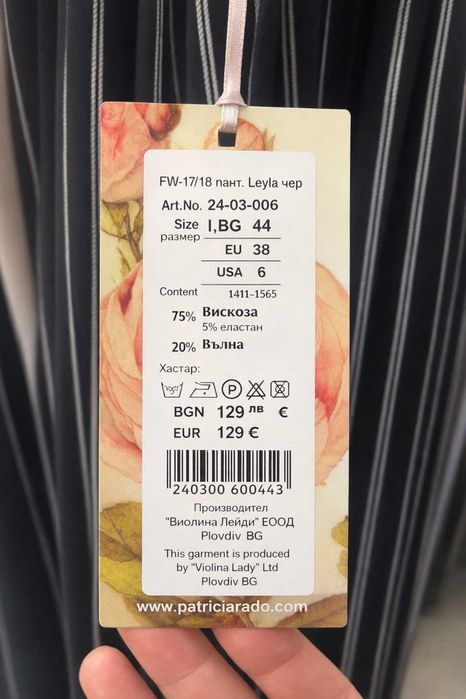 FW-17/18 пант. Leyla чер
Art.No. 24-03-006
Size I,BG 44
размер
EU 38
USA 6
Content 1411-1565
75% Вискоза
5% еластан
20% Вълна
Хастар:
P
BGN 129 лв €
EUR 129 €
240300 600443
Производител
"Виолина Лейди" ЕООД
Plovdiv BG
This garment is produced
by "Violina Lady" Ltd
Plovdiv BG
www.patriciarado.com